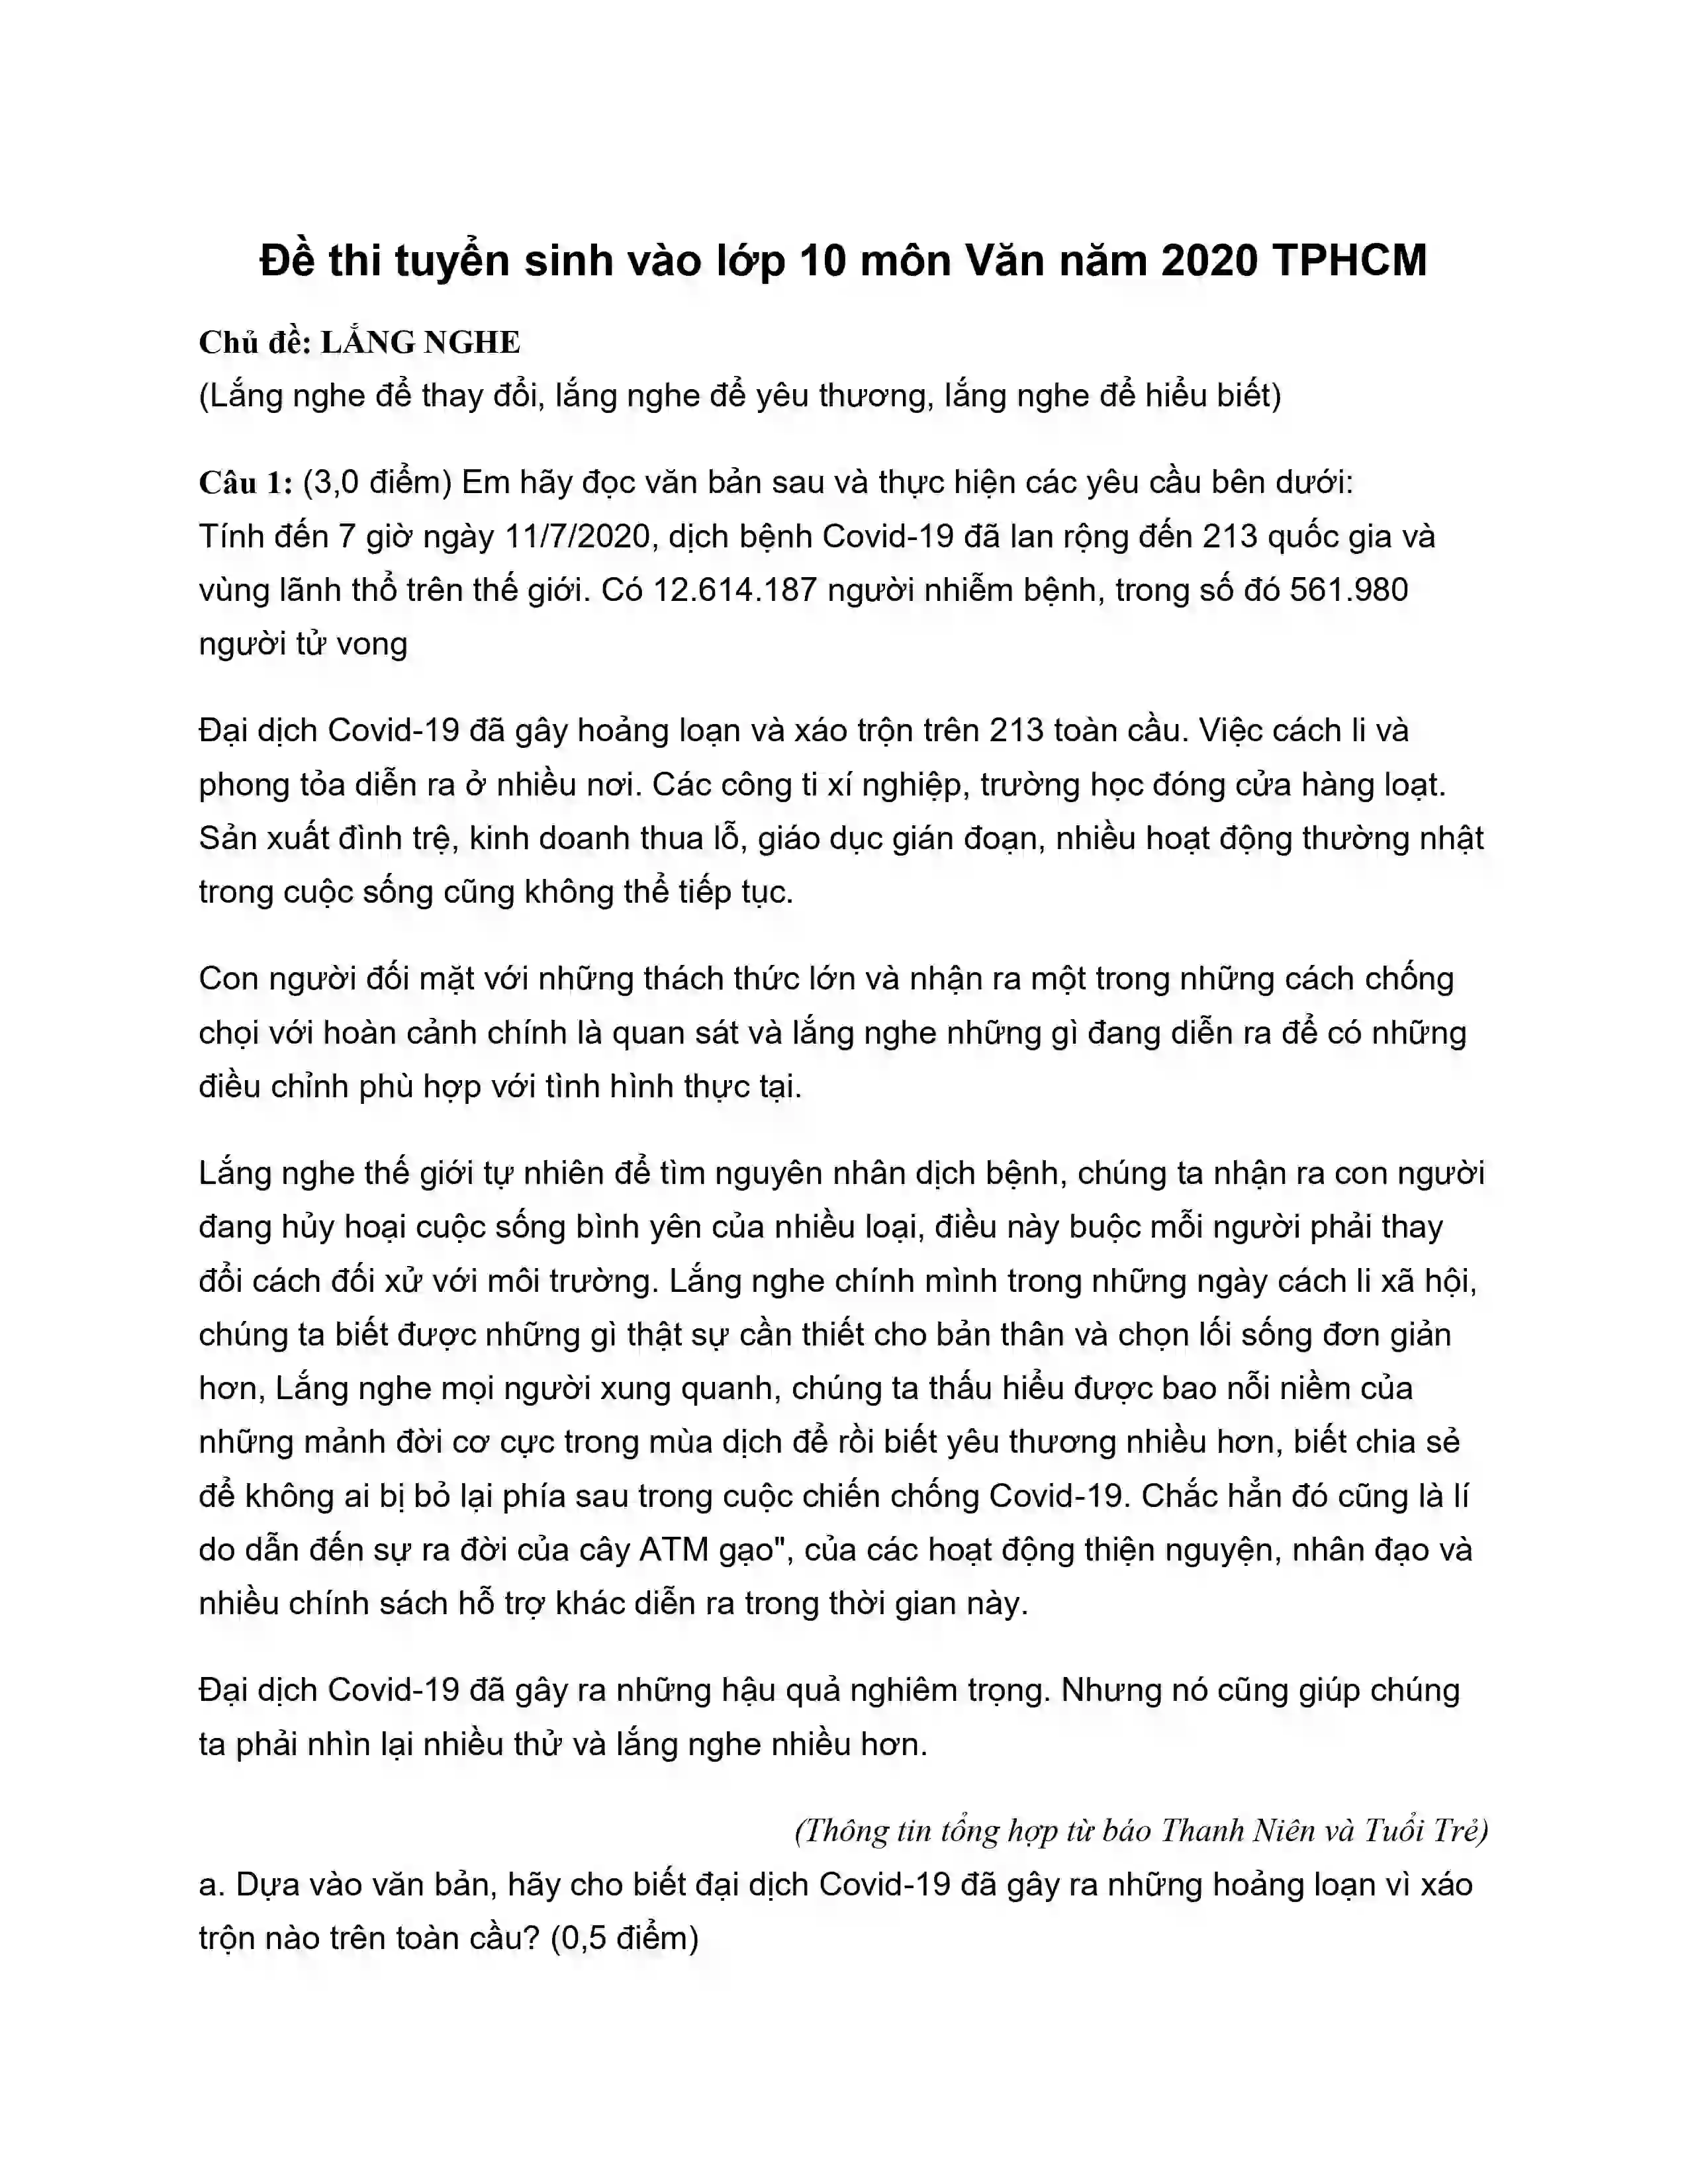 Đề thi tuyển sinh vào lớp 10 môn Văn năm 2020 TPHCM
Chủ đề: LẮNG NGHE
(Lắng nghe để thay đổi, lắng nghe để yêu thương, lắng nghe để hiểu biết)
Câu 1: (3,0 điểm) Em hãy đọc văn bản sau và thực hiện các yêu cầu bên dưới:
Tính đến 7 giờ ngày 11/7/2020, dịch bệnh Covid-19 đã lan rộng đến 213 quốc gia và
vùng lãnh thổ trên thế giới. Có 12.614.187 người nhiễm bệnh, trong số đó 561.980
người tử vong
Đại dịch Covid-19 đã gây hoảng loạn và xáo trộn trên 213 toàn cầu. Việc cách li và
phong tỏa diễn ra ở nhiều nơi. Các công ti xí nghiệp, trường học đóng cửa hàng loạt.
Sản xuất đình trệ, kinh doanh thua lỗ, giáo dục gián đoạn, nhiều hoạt động thường nhật
trong cuộc sống cũng không thể tiếp tục.
Con người đối mặt với những thách thức lớn và nhận ra một trong những cách chống
chọi với hoàn cảnh chính là quan sát và lắng nghe những gì đang diễn ra để có những
điều chỉnh phù hợp với tình hình thực tại.
Lắng nghe thế giới tự nhiên để tìm nguyên nhân dịch bệnh, chúng ta nhận ra con người
đang hủy hoại cuộc sống bình yên của nhiều loại, điều này buộc mỗi người phải thay
đổi cách đối xử với môi trường. Lắng nghe chính mình trong những ngày cách li xã hội,
chúng ta biết được những gì thật sự cần thiết cho bản thân và chọn lối sống đơn giản
hơn, Lắng nghe mọi người xung quanh, chúng ta thấu hiểu được bao nỗi niềm của
những mảnh đời cơ cực trong mùa dịch để rồi biết yêu thương nhiều hơn, biết chia sẻ
để không ai bị bỏ lại phía sau trong cuộc chiến chống Covid-19. Chắc hẳn đó cũng là lí
do dẫn đến sự ra đời của cây ATM gạo", của các hoạt động thiện nguyện, nhân đạo và
nhiều chính sách hỗ trợ khác diễn ra trong thời gian này.
Đại dịch Covid-19 đã gây ra những hậu quả nghiêm trọng. Nhưng nó cũng giúp chúng
ta phải nhìn lại nhiều thử và lắng nghe nhiều hơn.
(Thông tin tổng hợp từ báo Thanh Niên và Tuổi Trẻ)
a. Dựa vào văn bản, hãy cho biết đại dịch Covid-19 đã gây ra những hoảng loạn vì xáo
trộn nào trên toàn cầu? (0,5 điểm)